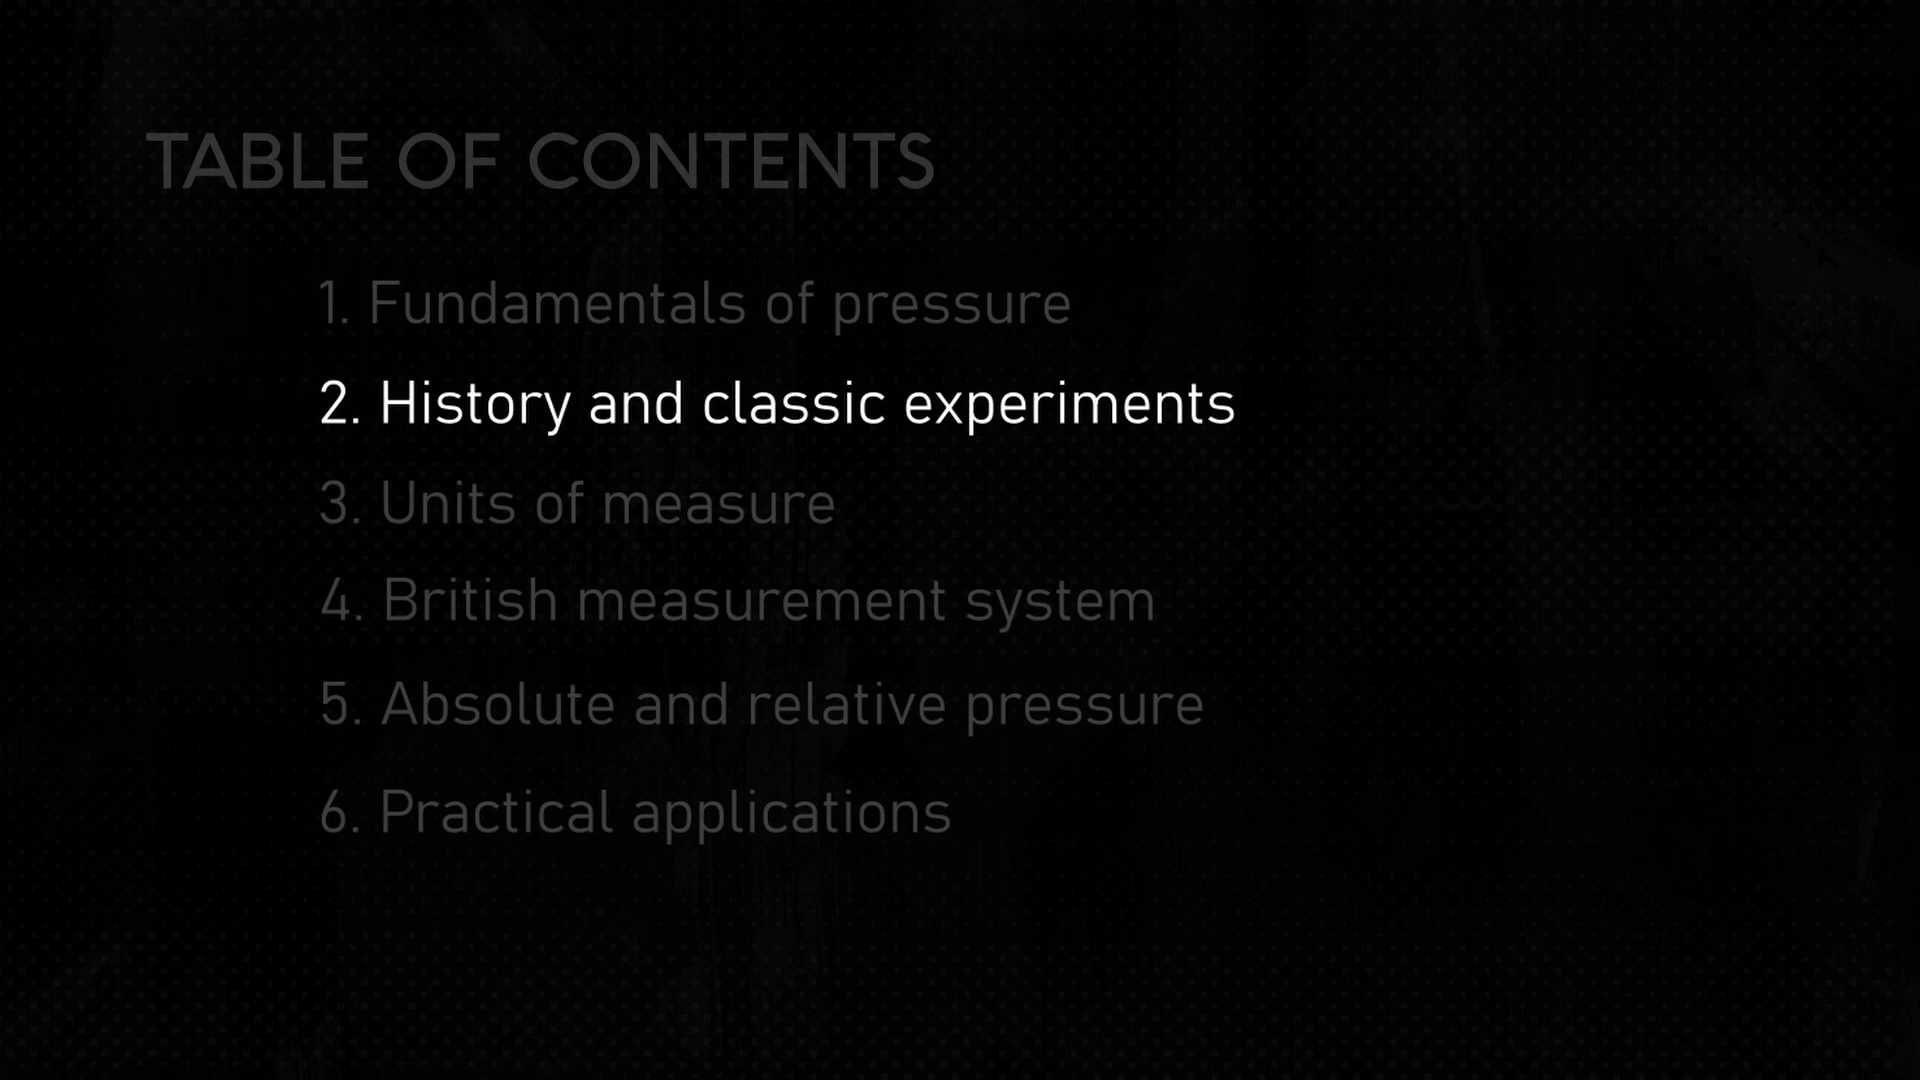 TABLE OF CONTENTS
1. Fundamentals of pressure
2. History and classic experiments
3. Units of measure
4. British measurement system
5. Absolute and relative pressure
6. Practical applications